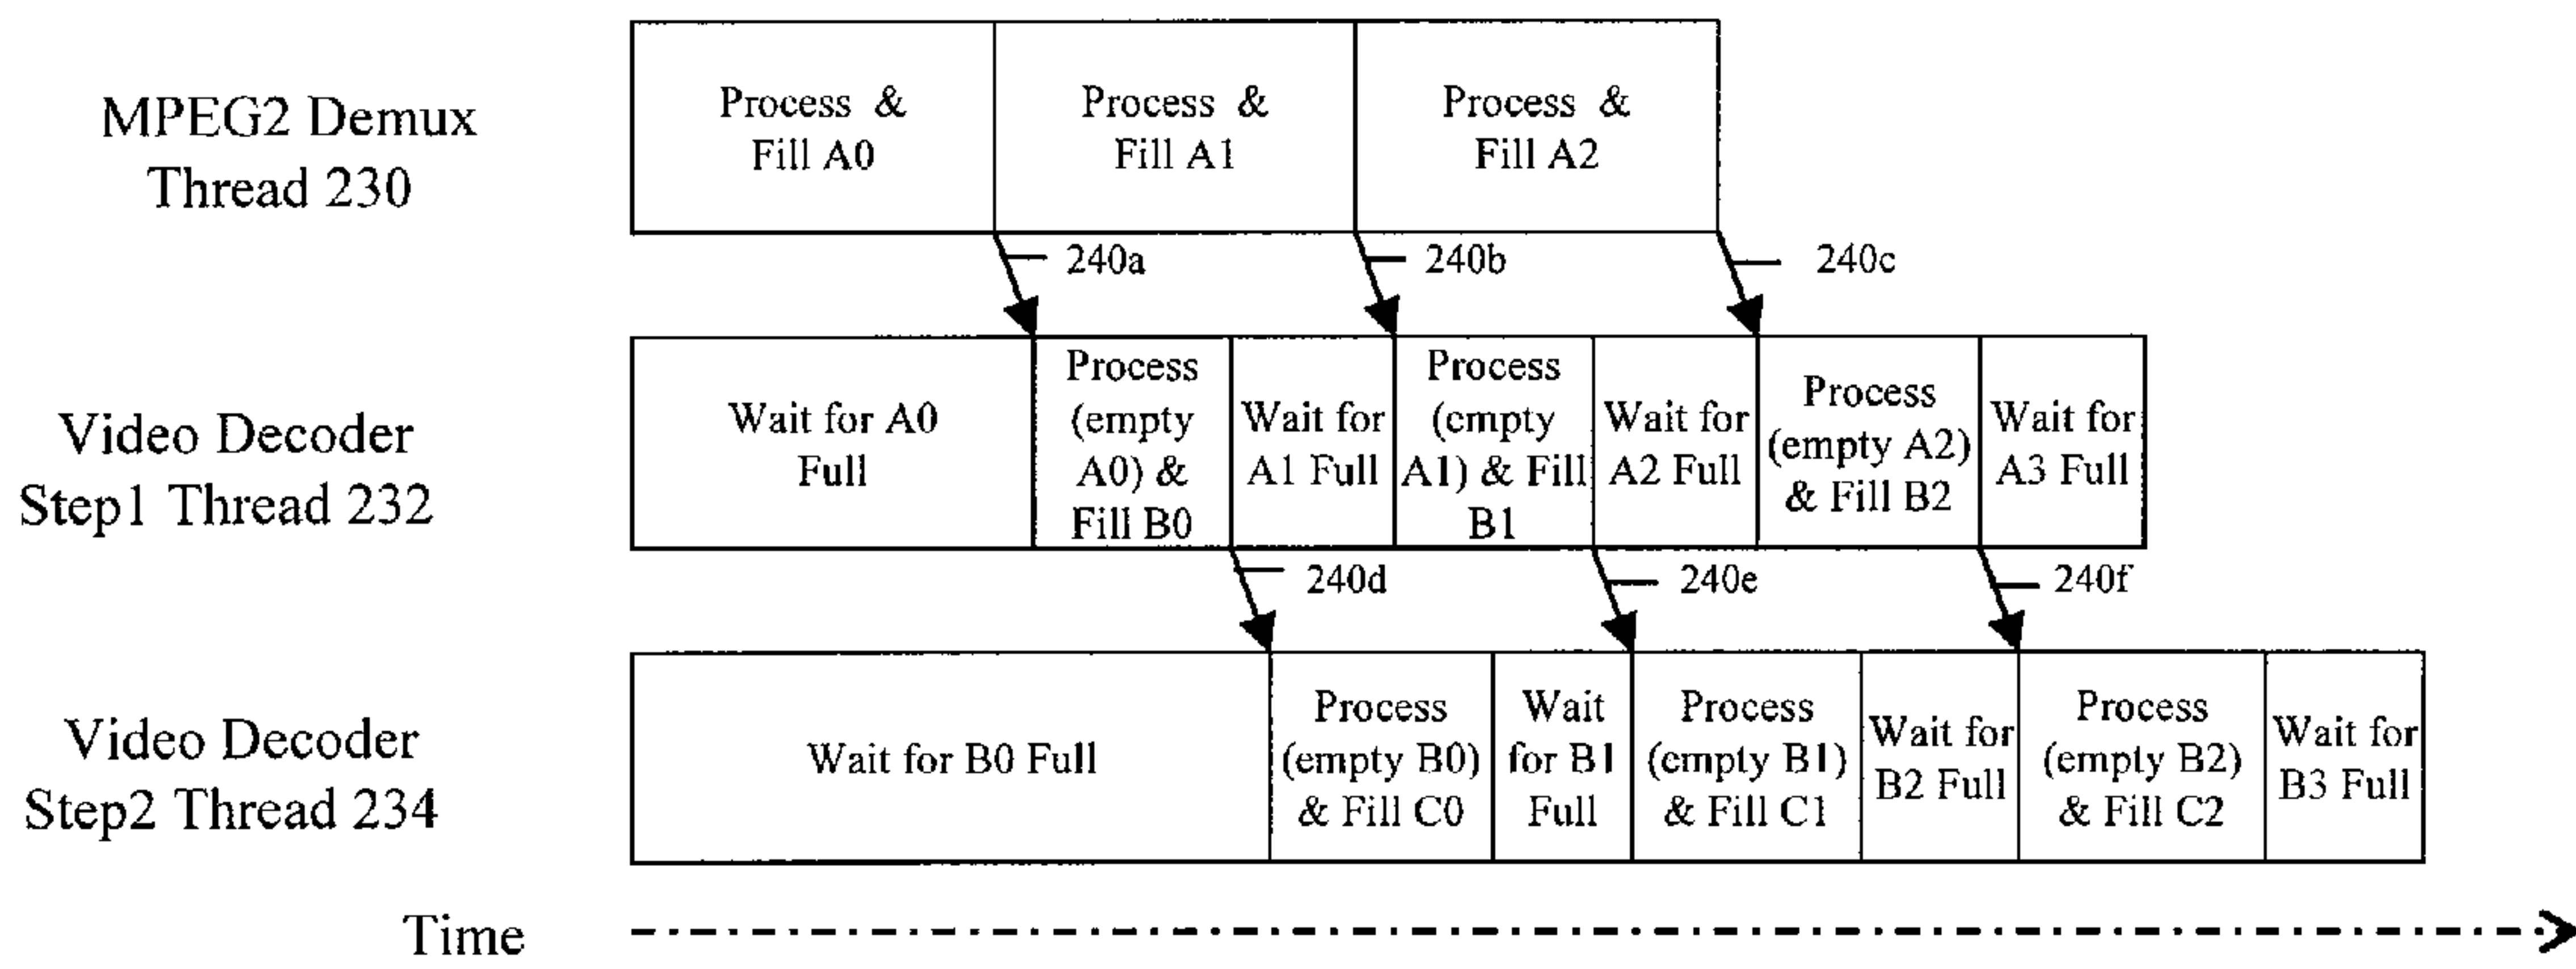 MPEG2 Demux
Thread 230
Process &
Fill A0
Process &
Fill A1
Process &
Fill A2
240a
240b
240c
Video Decoder
Step1 Thread 232
Wait for A0
Full
Process
(empty
A0) &
Fill B0
Wait for
A1 Full
Process
(empty
A1) & Fill
B1
Wait for
A2 Full
Process
(empty A2)
& Fill B2
Wait for
A3 Full
240d
240e
240f
Video Decoder
Step2 Thread 234
Wait for B0 Full
Process
(empty B0)
& Fill C0
Wait
for B1
Full
Process
(empty B1)
& Fill C1
Wait for
B2 Full
Process
(empty B2)
& Fill C2
Wait for
B3 Full
Time